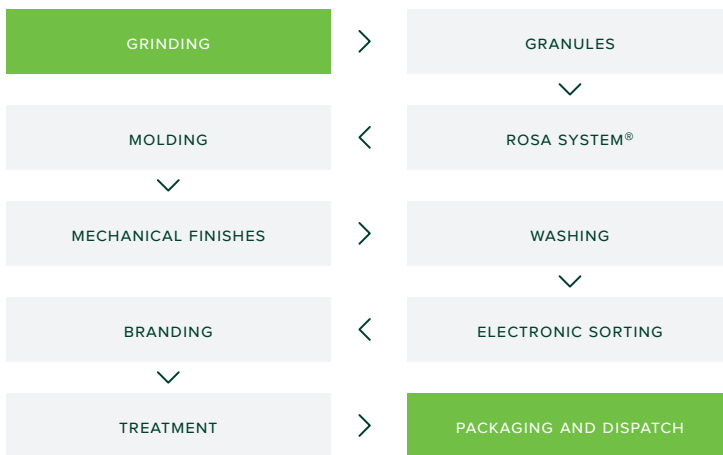 GRINDING
GRANULES
ROSA SYSTEM®
MOLDING
MECHANICAL FINISHES
WASHING
ELECTRONIC SORTING
BRANDING
TREATMENT
PACKAGING AND DISPATCH